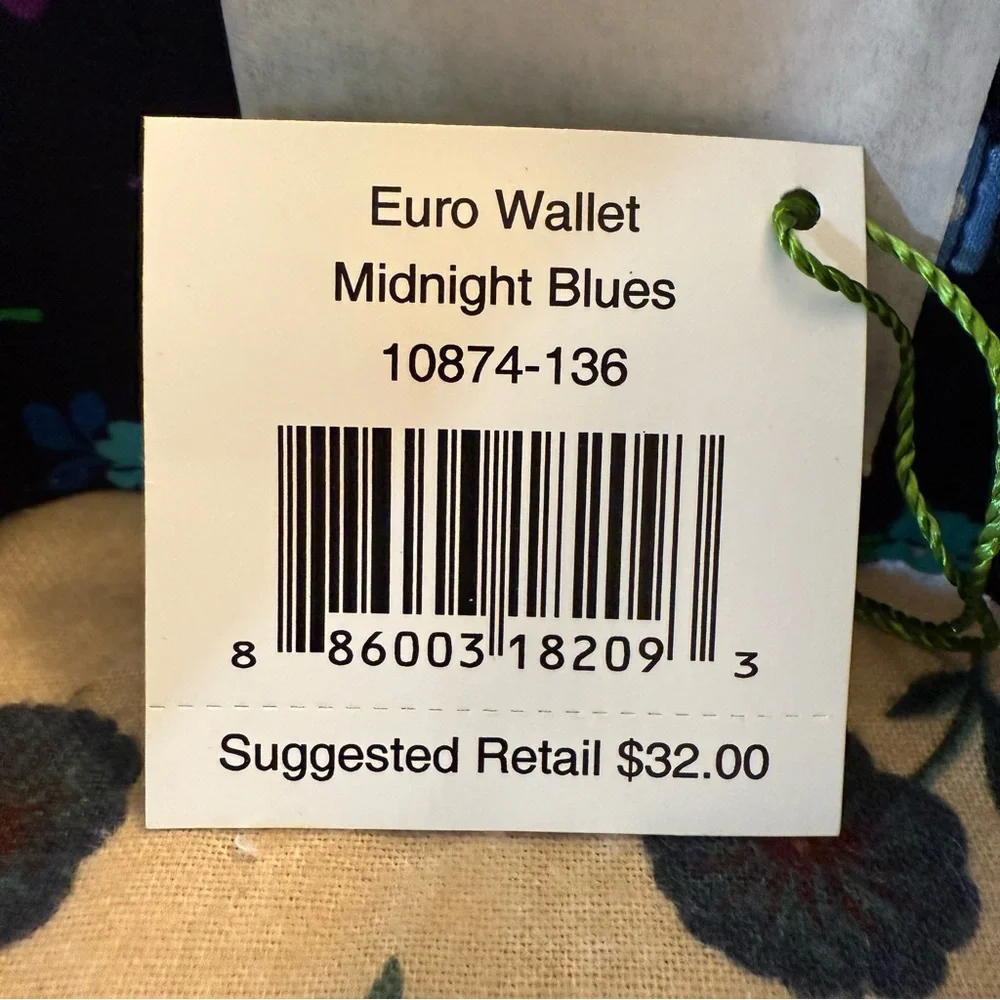 Euro Wallet
Midnight Blues
10874-136
8 86003 18209 3
Suggested Retail $32.00